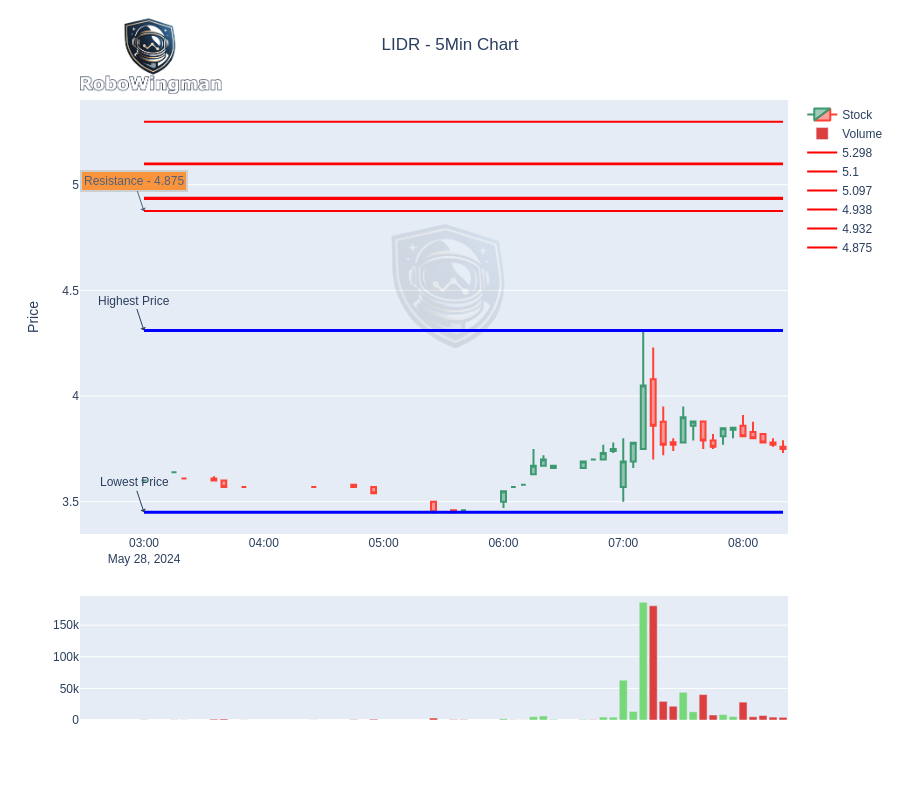 LIDR - 5Min Chart
RoboWingman
Stock
Volume
5.298
5.1
5.097
4.938
4.932
4.875
Resistance - 4.875
5
4.5
4
3.5
Price
Highest Price
Lowest Price
03:00
04:00
05:00
06:00
07:00
08:00
May 28, 2024
150k
100k
50k
0